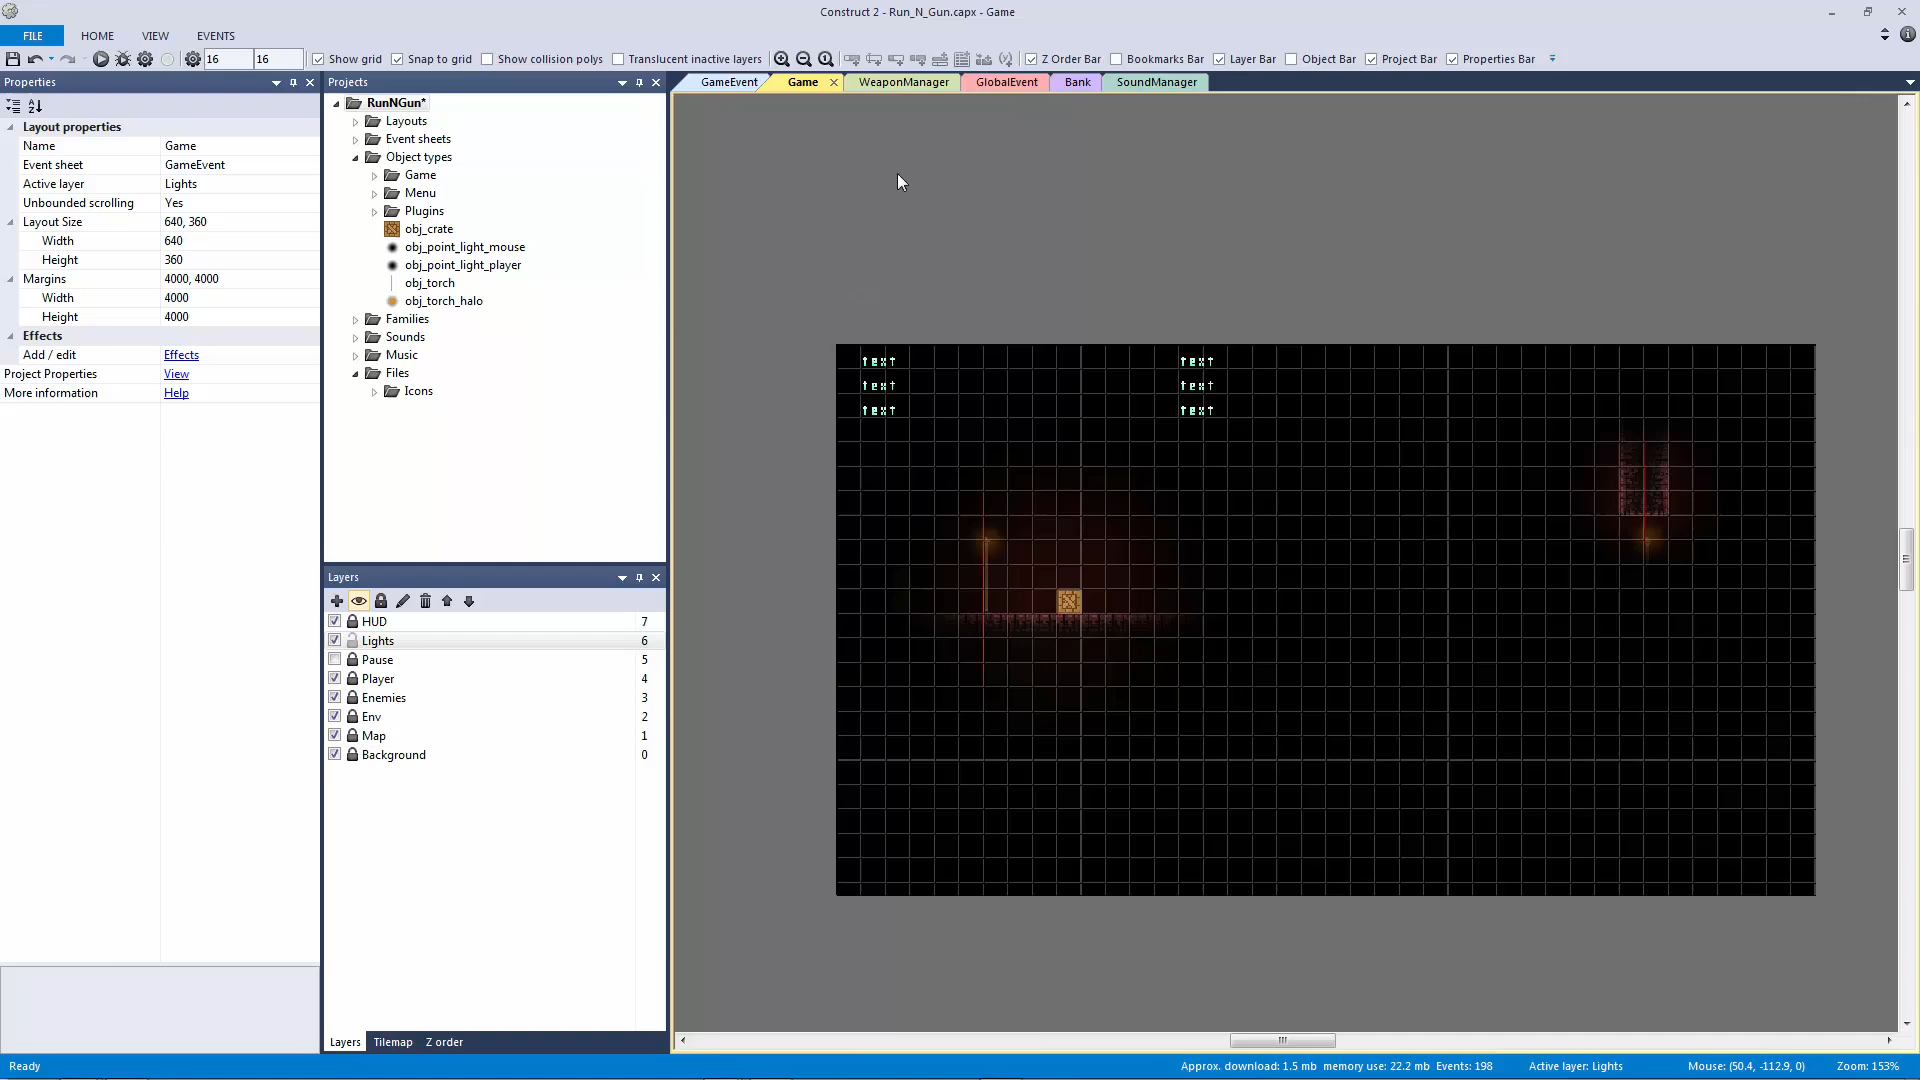 Construct 2 - Run_N_Gun.capx - Game
FILE HOME VIEW EVENTS
16 16 Show grid Snap to grid Show collision polys Translucent inactive layers Z Order Bar Bookmarks Bar Layer Bar Object Bar Project Bar Properties Bar
Properties
Layout properties
Name Game
Event sheet GameEvent
Active layer Lights
Unbounded scrolling Yes
Layout Size 640, 360
Width 640
Height 360
Margins 4000, 4000
Width 4000
Height 4000
Effects
Add / edit Effects
Project Properties View
More information Help
Projects
RunNGun*
Layouts
Event sheets
Object types
Game
Menu
Plugins
obj_crate
obj_point_light_mouse
obj_point_light_player
obj_torch
obj_torch_halo
Families
Sounds
Music
Files
Icons
Layers
HUD 7
Lights 6
Pause 5
Player 4
Enemies 3
Env 2
Map 1
Background 0
Layers Tilemap Z order
GameEvent Game WeaponManager GlobalEvent Bank SoundManager
text text
text text
text text
Ready Approx. download: 1.5 mb memory use: 22.2 mb Events: 198 Active layer: Lights Mouse: (50.4, -112.9, 0) Zoom: 153%